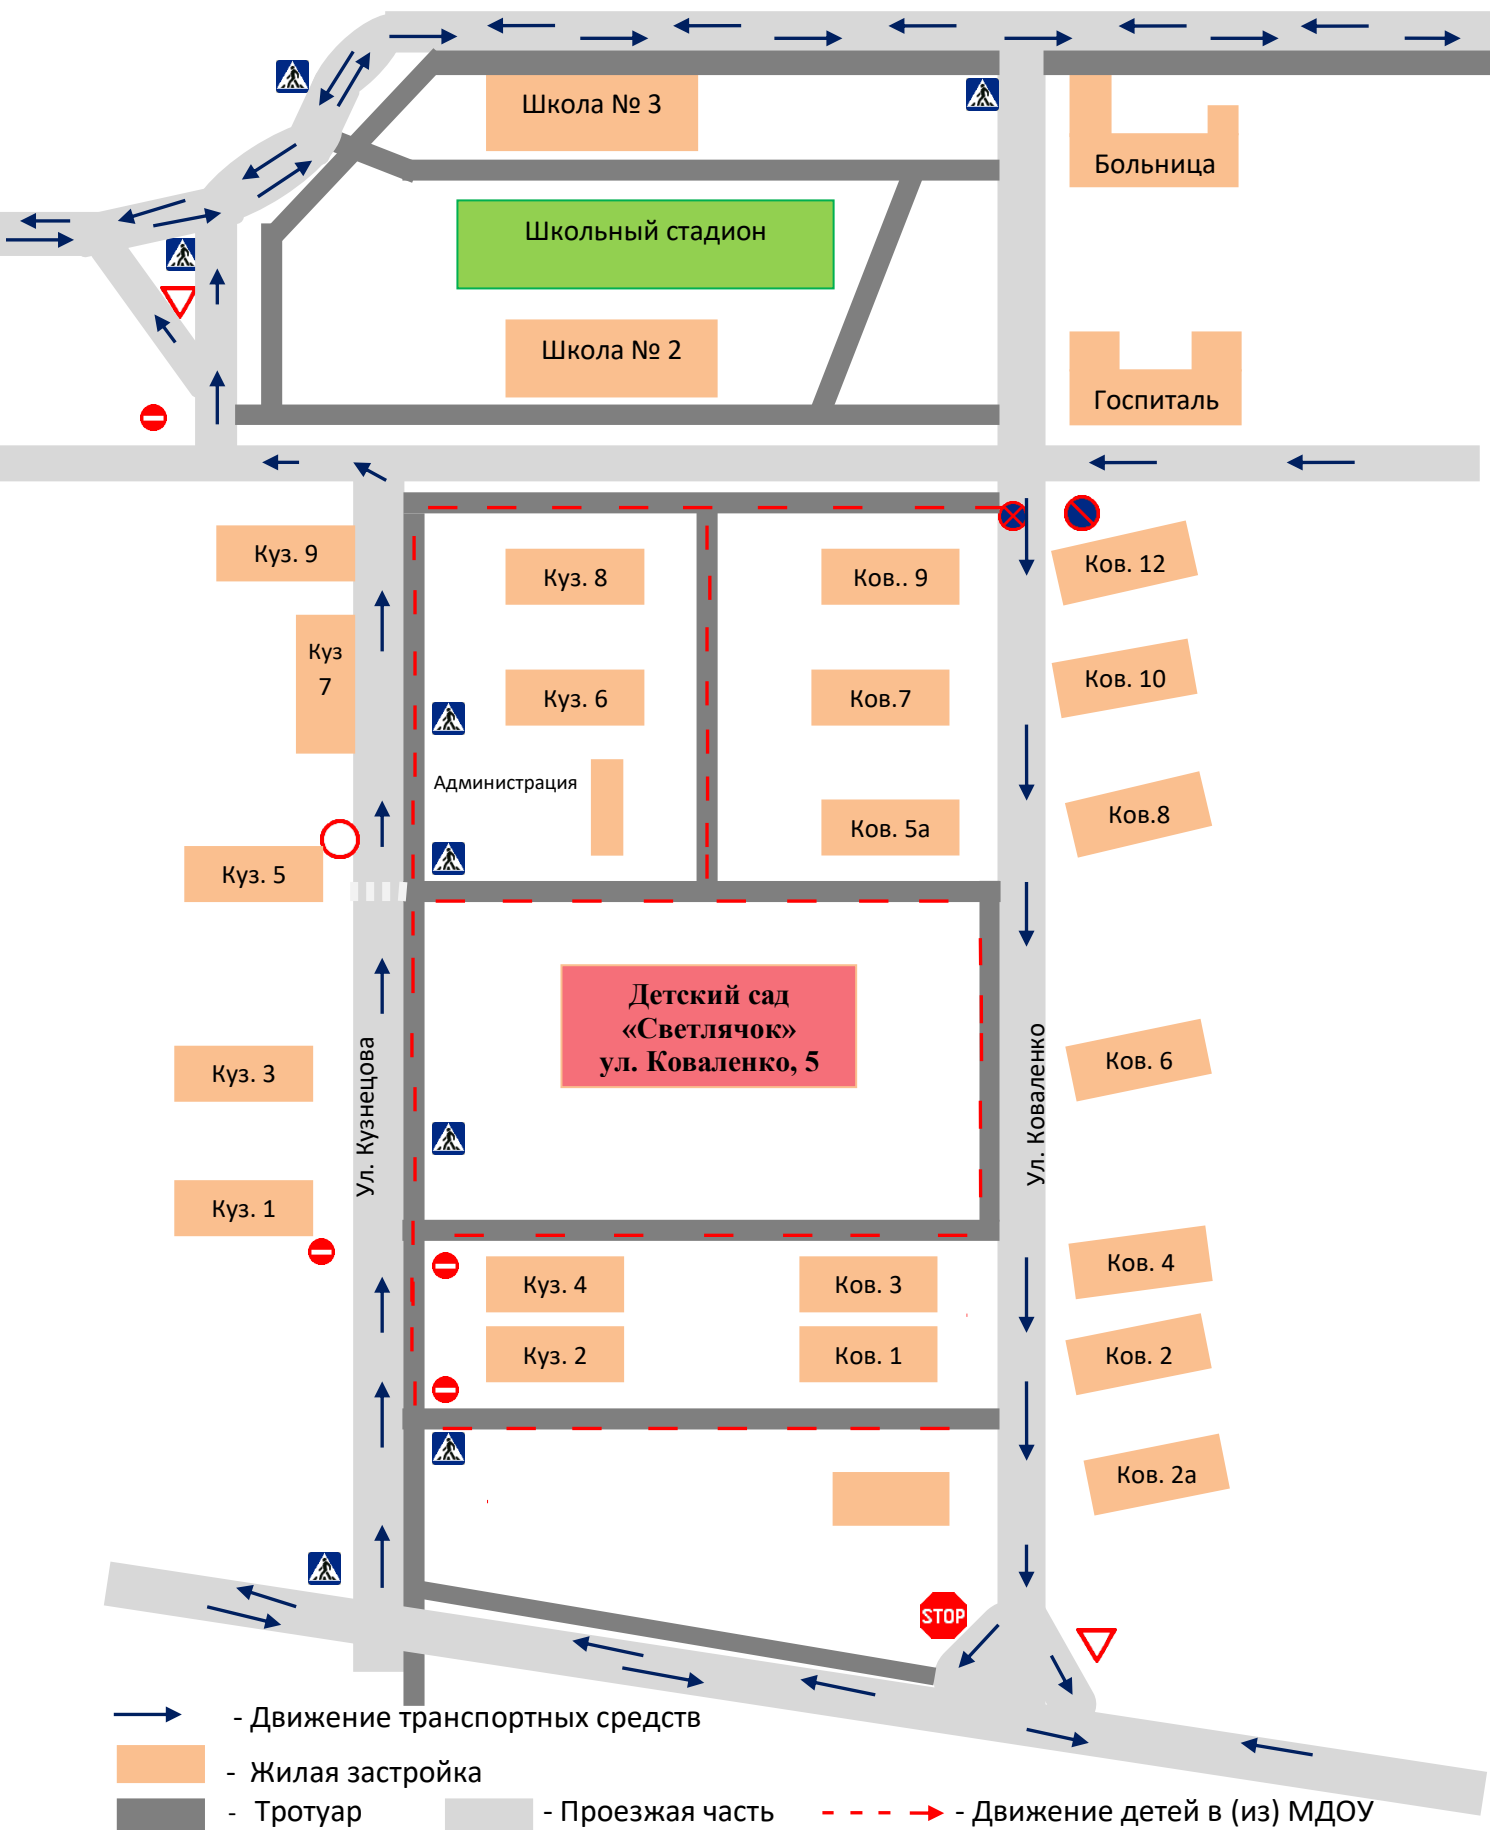 Школа № 3
Больница
Школьный стадион
Школа № 2
Госпиталь
Куз. 9
Куз. 8
Ков.. 9
Ков. 12
Куз
7
Куз. 6
Ков.7
Ков. 10
Администрация
Ков. 5а
Ков.8
Куз. 5
Детский сад
«Светлячок»
ул. Коваленко, 5
Ул. Кузнецова
Ул. Коваленко
Куз. 3
Ков. 6
Куз. 1
Куз. 4
Ков. 3
Ков. 4
Куз. 2
Ков. 1
Ков. 2
Ков. 2а
STOP
- Движение транспортных средств
- Жилая застройка
- Тротуар
- Проезжая часть
- Движение детей в (из) МДОУ